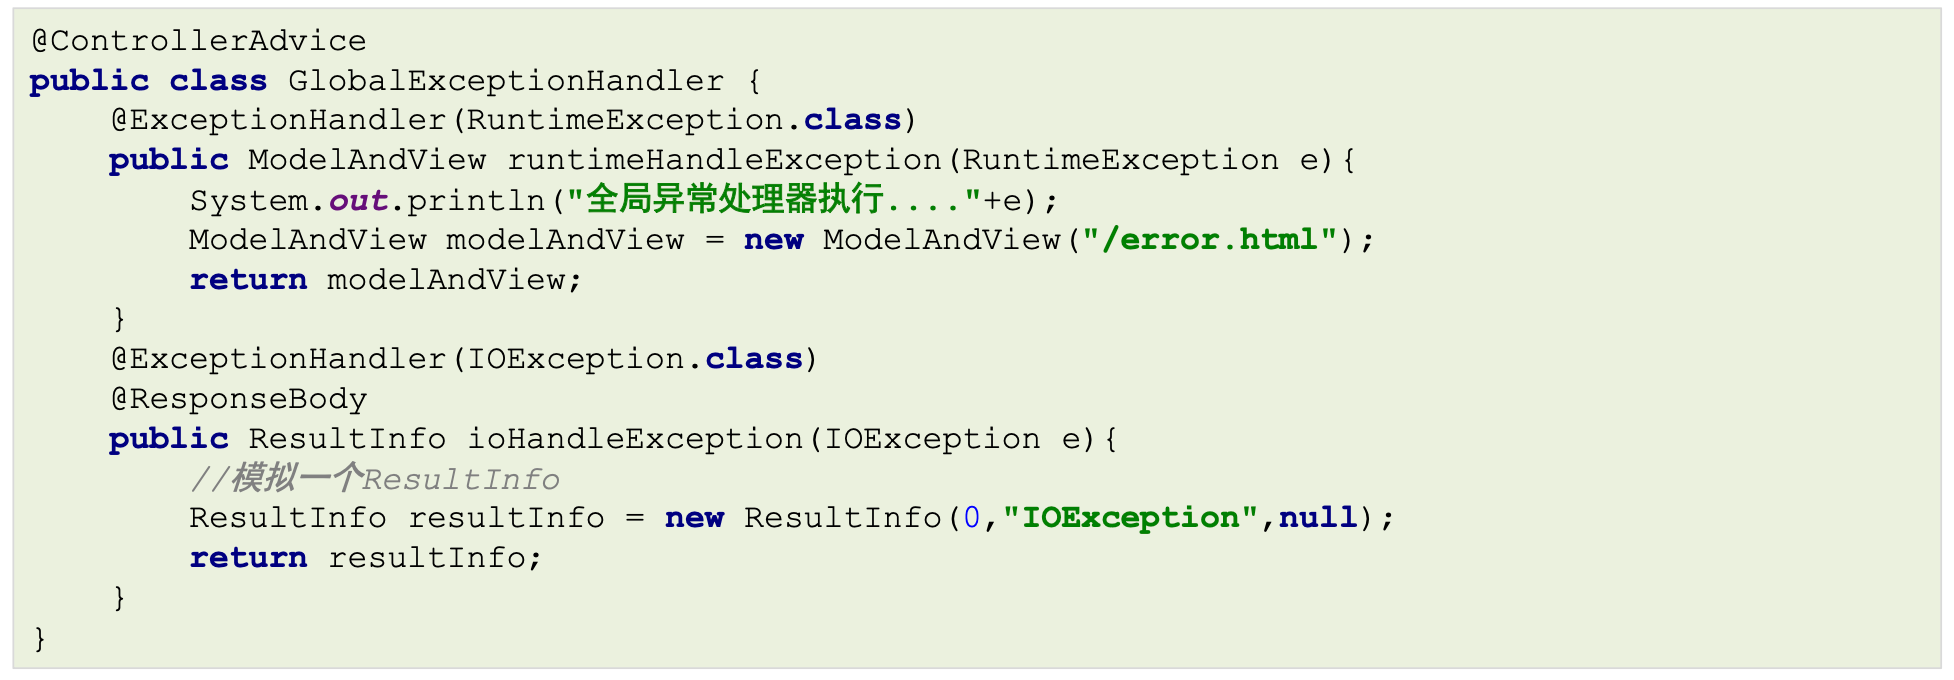 @ControllerAdvice
public class GlobalExceptionHandler {
    @ExceptionHandler(RuntimeException.class)
    public ModelAndView runtimeHandleException(RuntimeException e){
        System.out.println("全局异常处理器执行...."+e);
        ModelAndView modelAndView = new ModelAndView("/error.html");
        return modelAndView;
    }
    @ExceptionHandler(IOException.class)
    @ResponseBody
    public ResultInfo ioHandleException(IOException e){
        //模拟一个ResultInfo
        ResultInfo resultInfo = new ResultInfo(0,"IOException",null);
        return resultInfo;
    }
}